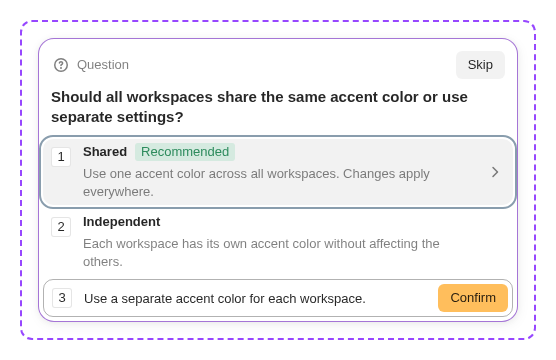 Question
Skip
Should all workspaces share the same accent color or use
separate settings?
1
Shared Recommended
Use one accent color across all workspaces. Changes apply
everywhere.
2
Independent
Each workspace has its own accent color without affecting the
others.
3 Use a separate accent color for each workspace. Confirm